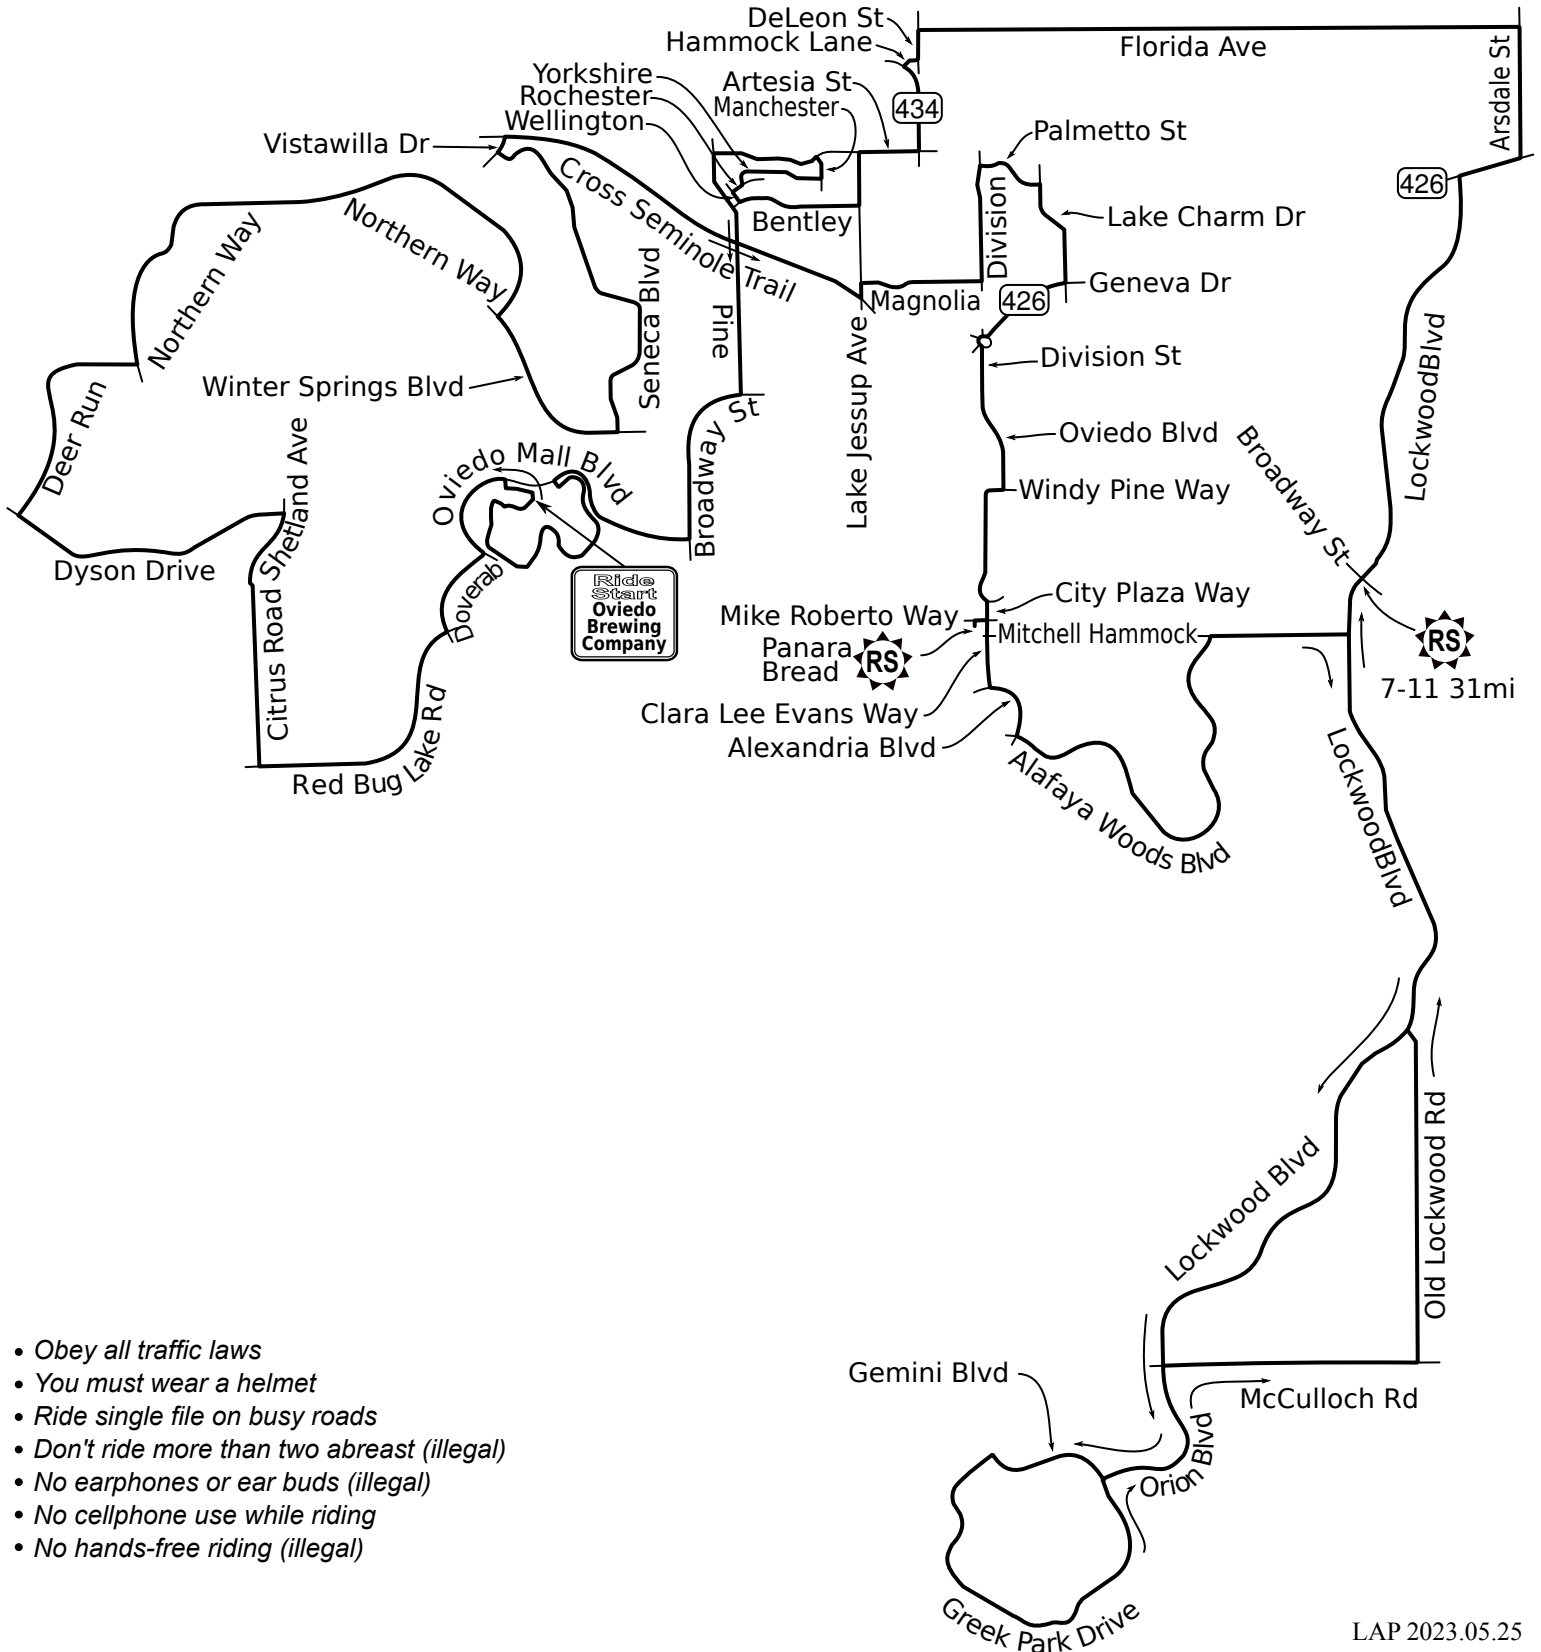 DeLeon St
Hammock Lane
Florida Ave
Arsdale St
Yorkshire
Rochester
Wellington
Artesia St
Manchester
434
Vistawilla Dr
Palmetto St
426
Cross Seminole Trail
Bentley
Division
Lake Charm Dr
Northern Way
Northern Way
Seneca Blvd
Pine
Magnolia
426
Geneva Dr
Lake Jessup Ave
Division St
LockwoodBlvd
Winter Springs Blvd
Deer Run
Shetland Ave
Oviedo Mall Blvd
Broadway St
Oviedo Blvd
Broadway St
Windy Pine Way
Dyson Drive
Citrus Road
Doverab
Ride
Start
Oviedo
Brewing
Company
City Plaza Way
Mike Roberto Way
Mitchell Hammock
Panara
Bread
RS
RS
7-11 31mi
Clara Lee Evans Way
Alexandria Blvd
Red Bug Lake Rd
Alafaya Woods Blvd
LockwoodBlvd
Lockwood Blvd
Old Lockwood Rd
Gemini Blvd
McCulloch Rd
Orion Blvd
Greek Park Drive
• Obey all traffic laws
• You must wear a helmet
• Ride single file on busy roads
• Don't ride more than two abreast (illegal)
• No earphones or ear buds (illegal)
• No cellphone use while riding
• No hands-free riding (illegal)
LAP 2023.05.25